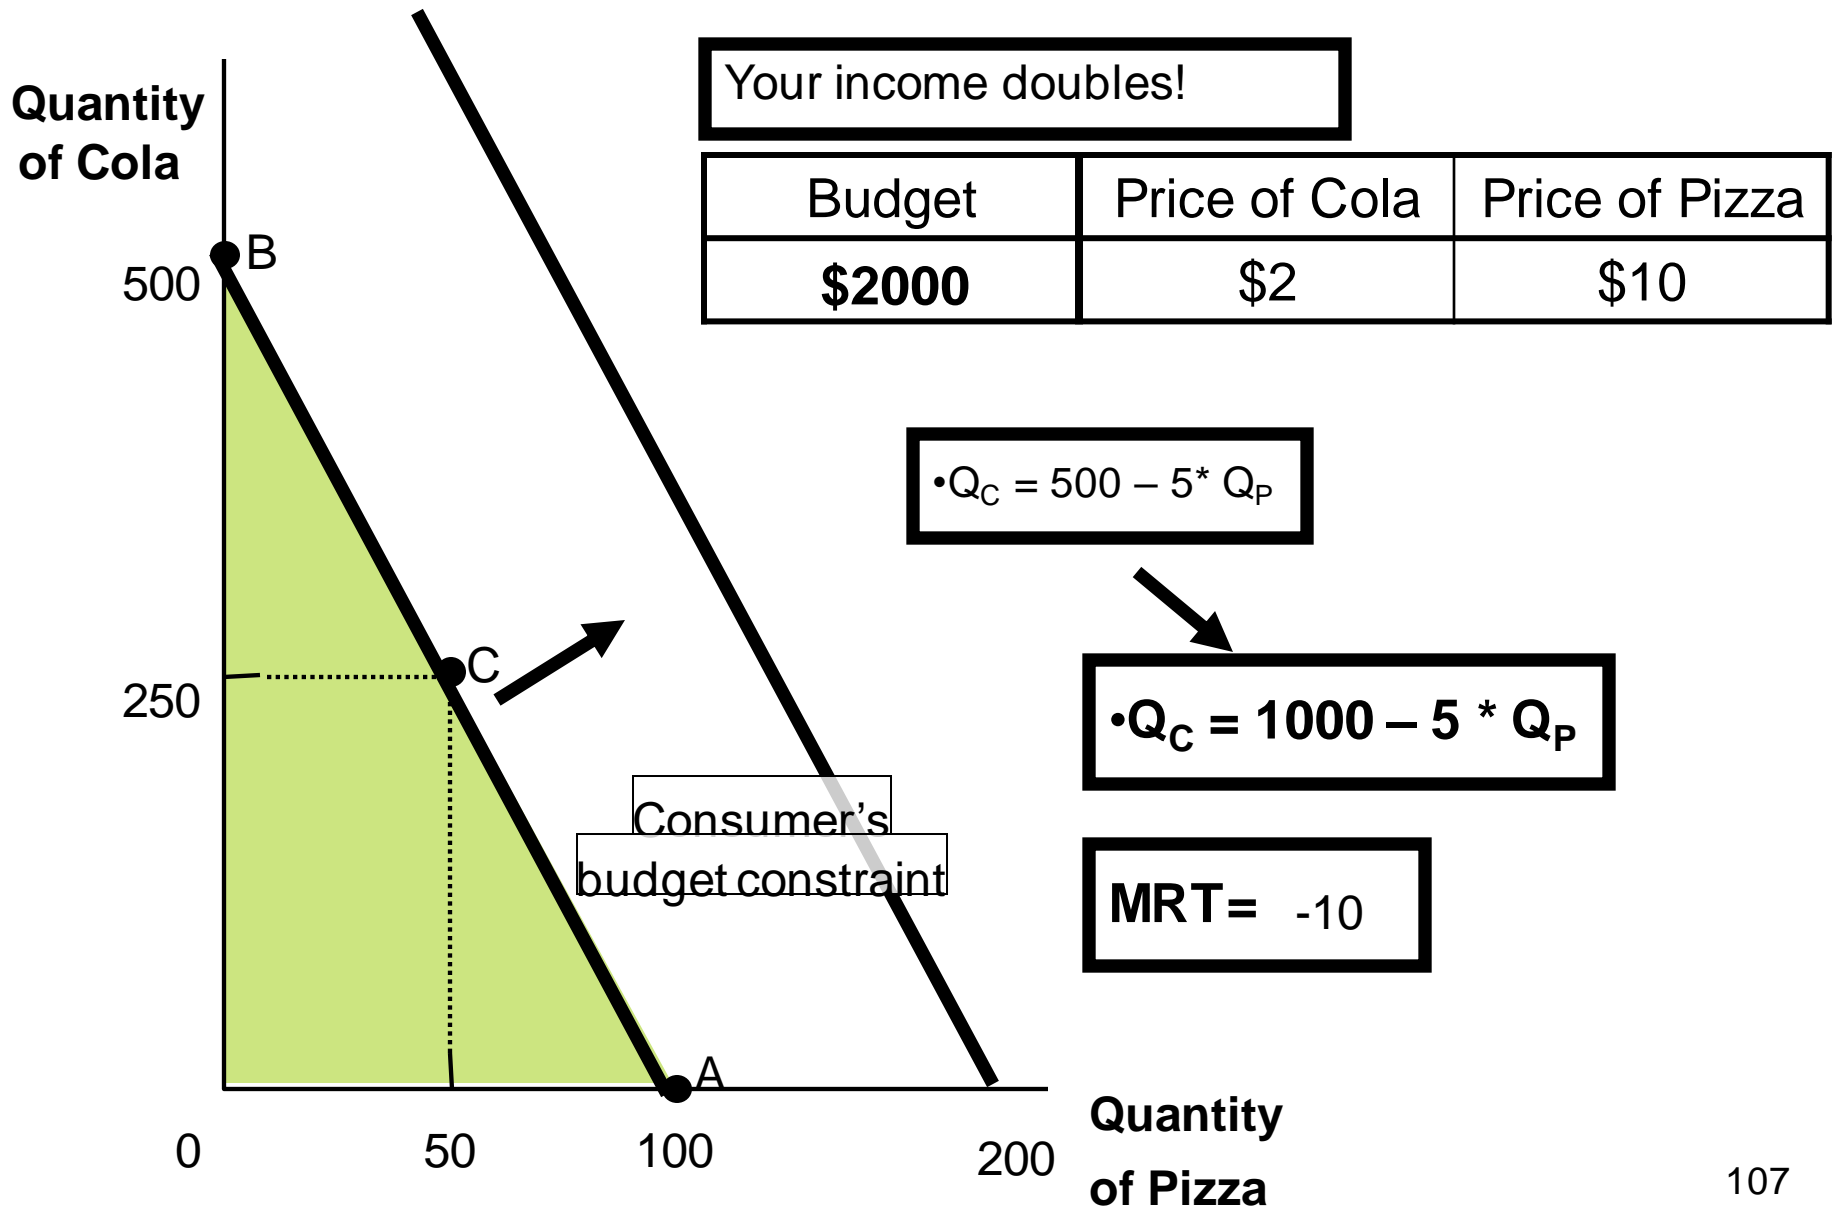 Your income doubles!
Quantity
of Cola
Budget Price of Cola Price of Pizza
$2000 $2 $10
B
500
•QC = 500 – 5* QP
C
250
•QC = 1000 – 5 * QP
Consumer's
budget constraint
MRT= -10
A
0 50 100 200
Quantity
of Pizza
107